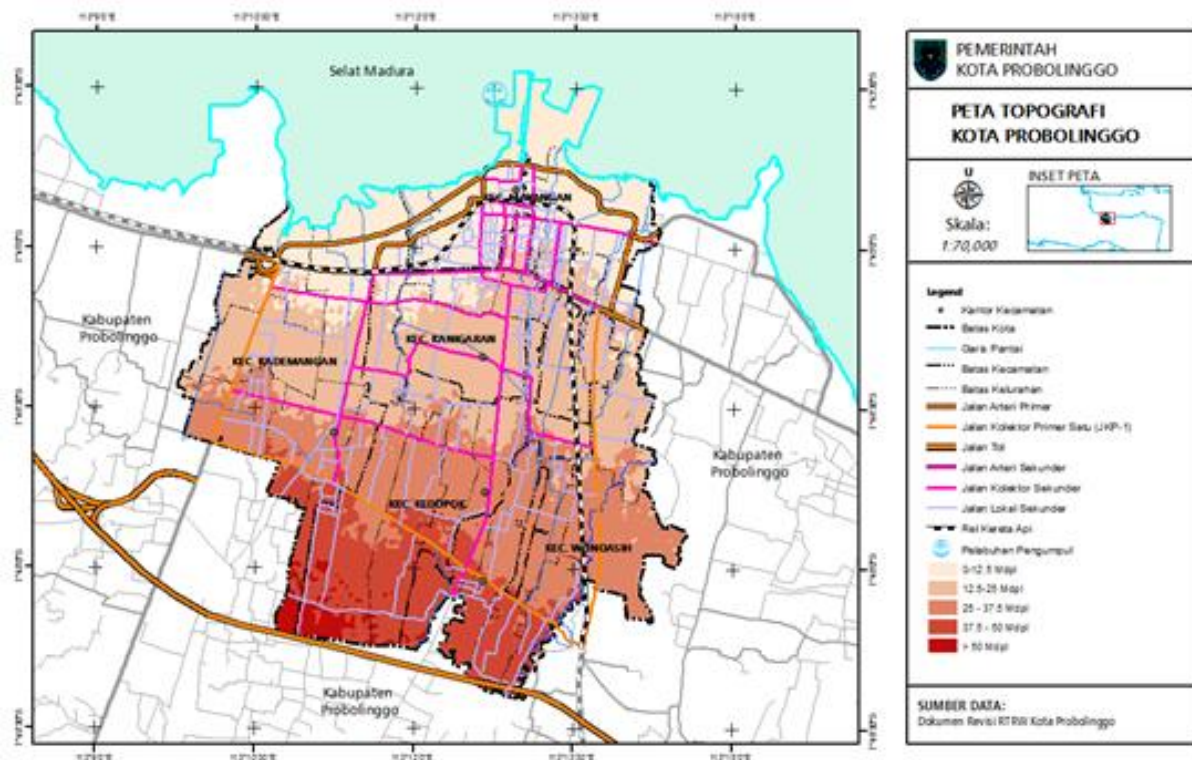 Selat Madura
Kabupaten
Probolinggo
KEC. KADEMANGAN
KEC. KANIGARAN
KEC. KEDOPOK
KEC. WONOASIH
Kabupaten
Probolinggo
Kabupaten
Probolinggo
PEMERINTAH
KOTA PROBOLINGGO
PETA TOPOGRAFI
KOTA PROBOLINGGO
U
Skala:
1:70,000
INSET PETA
Legend
Kantor Kecamatan
Batas Kota
Garis Pantai
Batas Kecamatan
Batas Kelurahan
Jalan Arteri Primer
Jalan Kolektor Primer Satu (JKP-1)
Jalan Tol
Jalan Arteri Sekunder
Jalan Kolektor Sekunder
Jalan Lokal Sekunder
Rel Kereta Api
Pelabuhan Pengumpul
0-12.5 Mdpl
12.5-25 Mdpl
25 - 37.5 Mdpl
37.5 - 50 Mdpl
> 50 Mdpl
SUMBER DATA:
Dokumen Revisi RTRW Kota Probolinggo